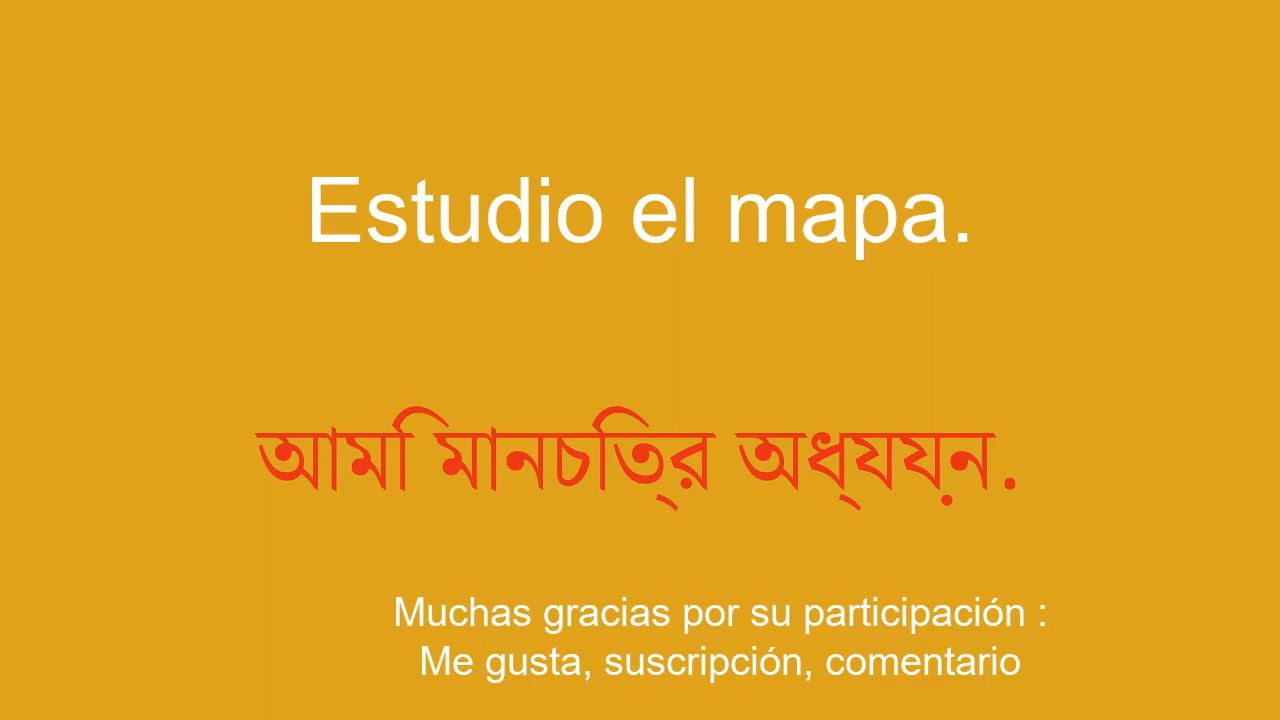 Estudio el mapa.
আমি মানচিত্র অধ্যয়ন.
Muchas gracias por su participación :
Me gusta, suscripción, comentario